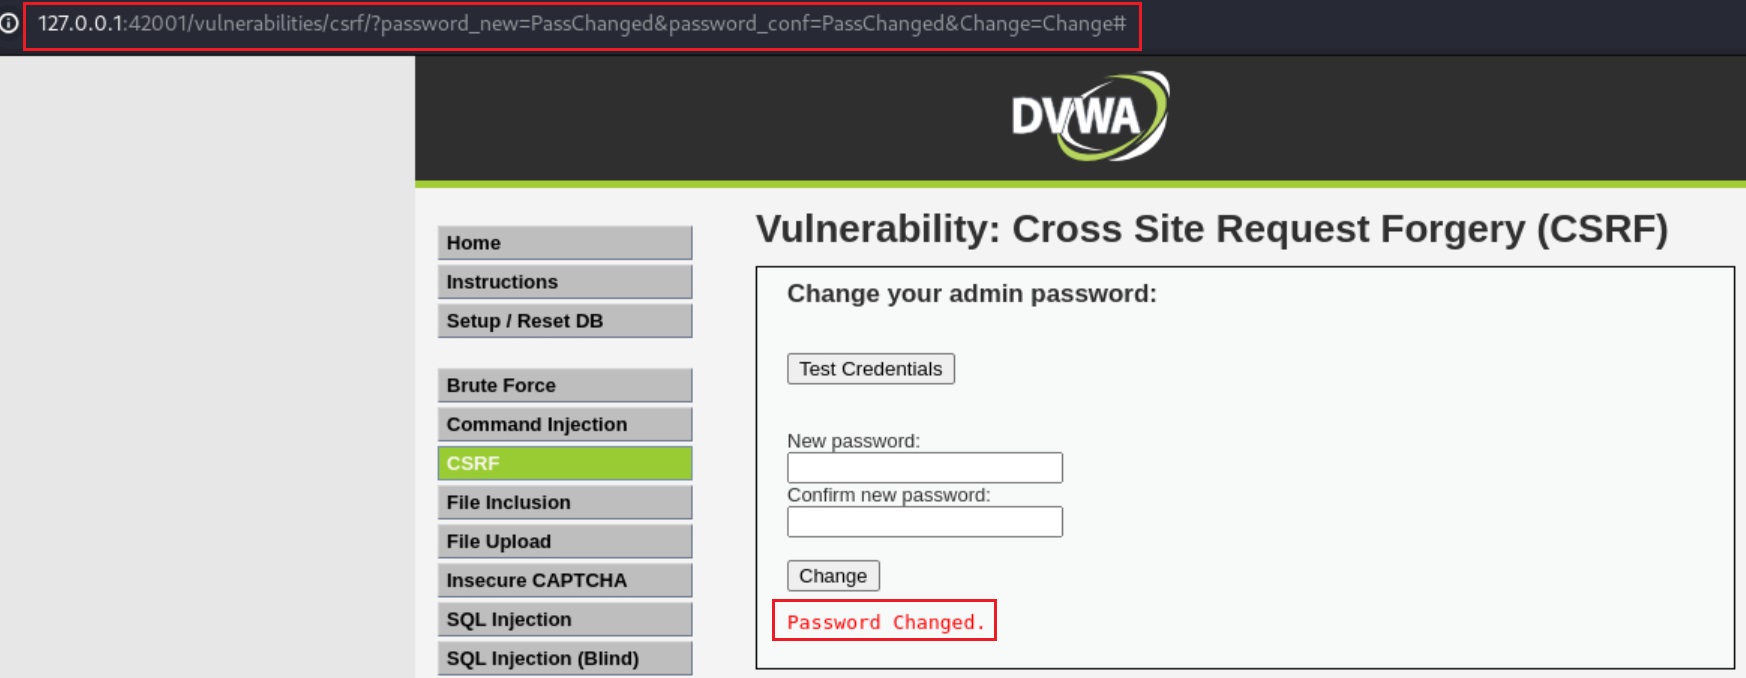 127.0.0.1:42001/vulnerabilities/csrf/?password_new=PassChanged&password_conf=PassChanged&Change=Change#
DVWA
Home
Instructions
Setup / Reset DB
Brute Force
Command Injection
CSRF
File Inclusion
File Upload
Insecure CAPTCHA
SQL Injection
SQL Injection (Blind)
Vulnerability: Cross Site Request Forgery (CSRF)
Change your admin password:
Test Credentials
New password:
Confirm new password:
Change
Password Changed.